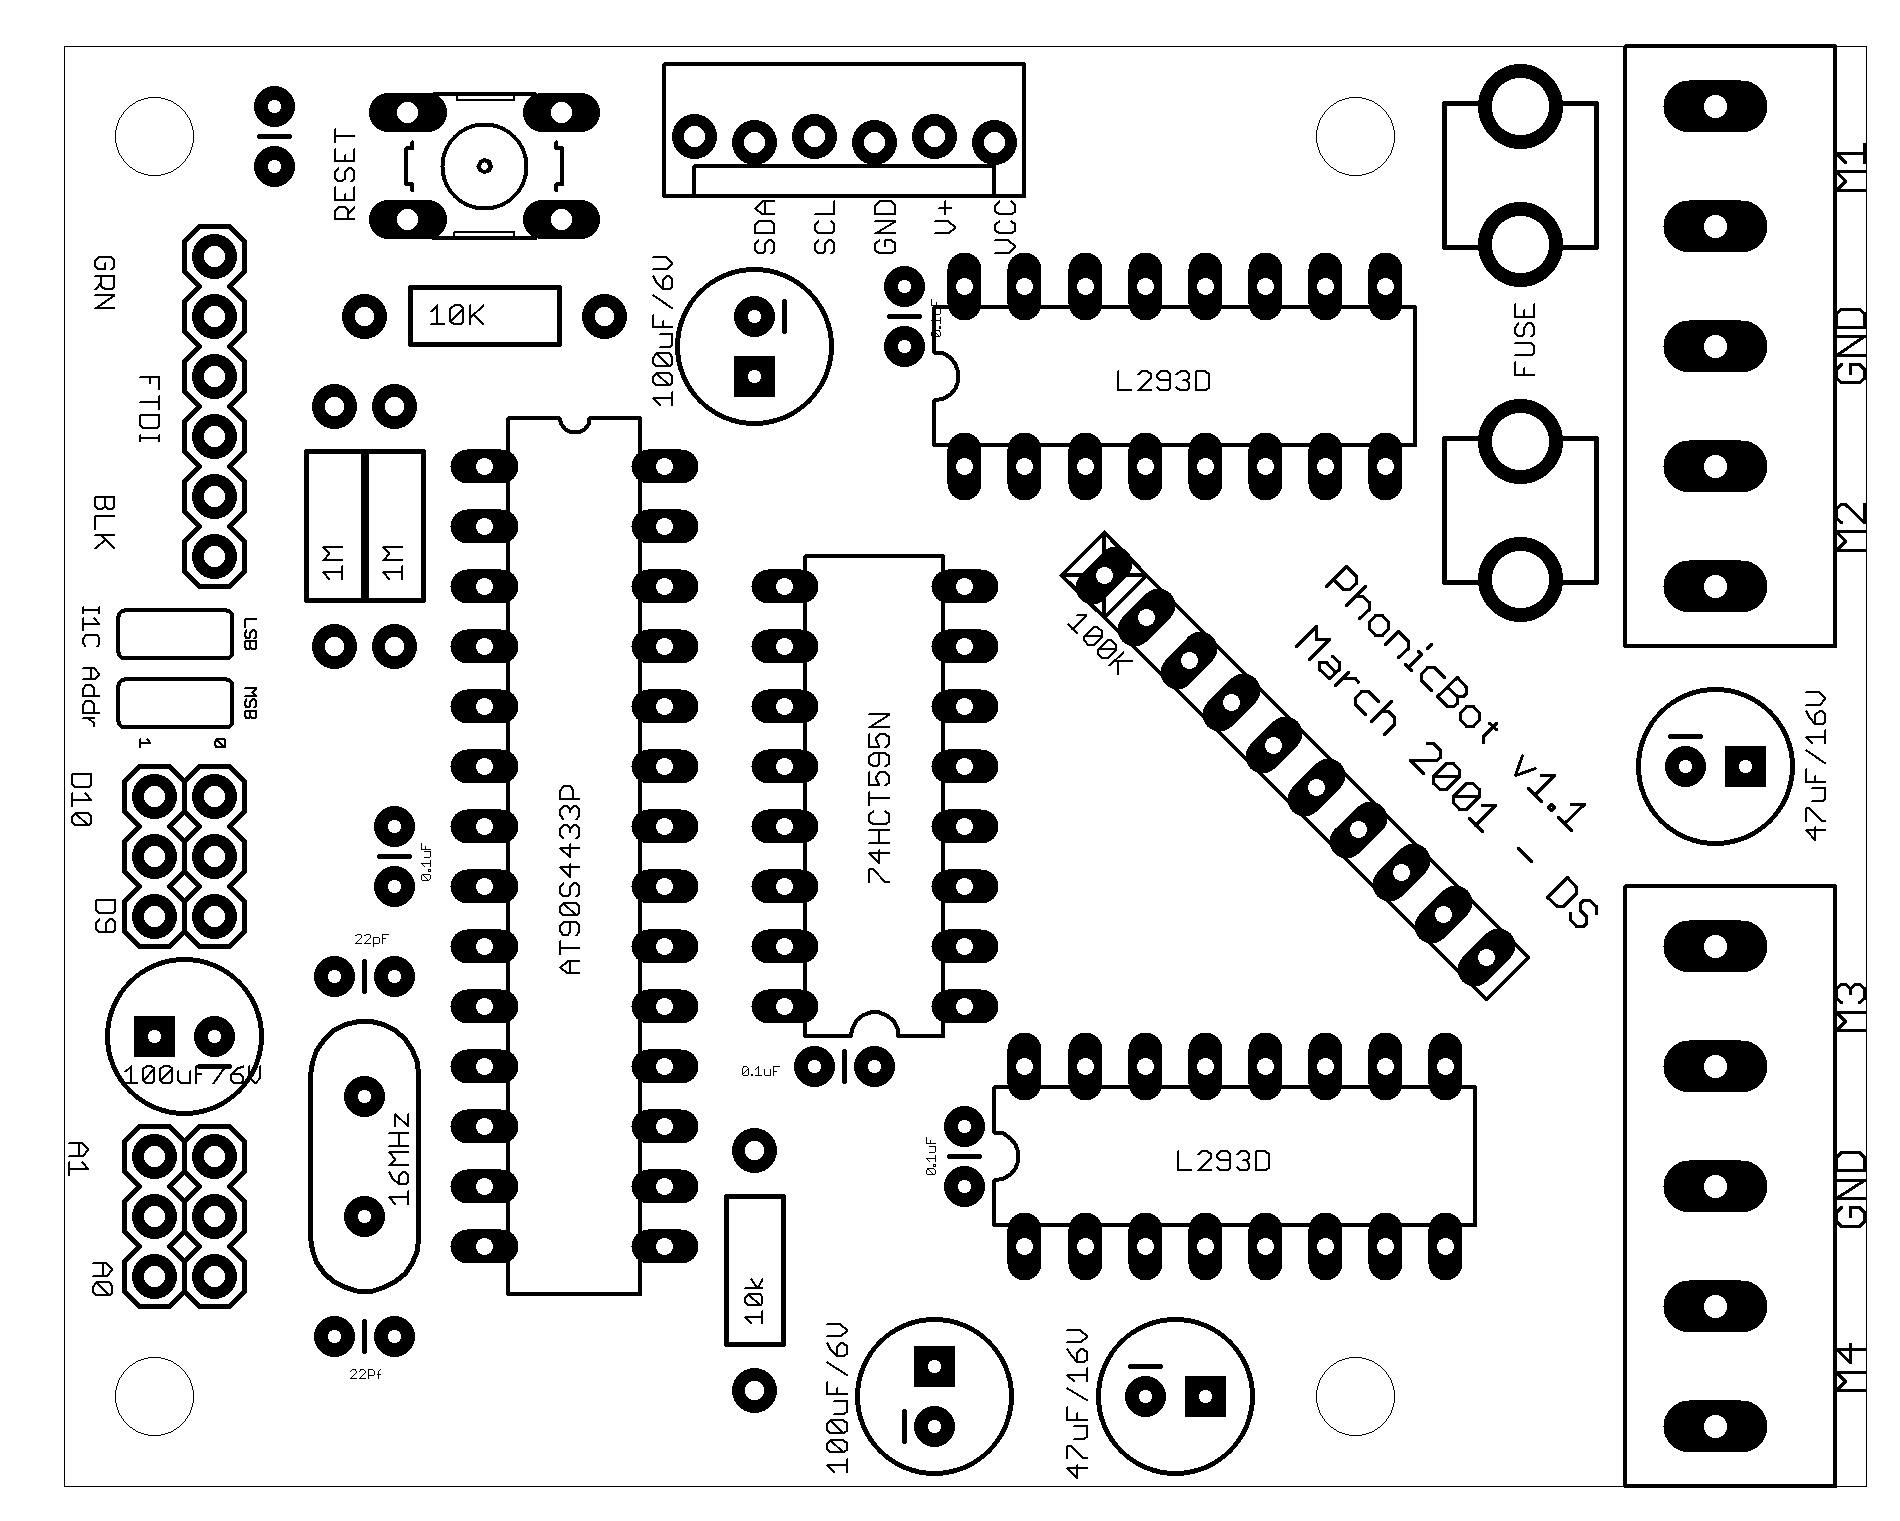 RESET
SDA
SCL
GND
V+
VCC
M1
GND
M2
FUSE
GRN
FTDI
BLK
10K
100uF/6V
0.1uF
L293D
1M
1M
I1C Addr
LSB
MSB
1
0
D10
D9
100K
PhonicBot v1.1
March 2001 - DS
47uF/16V
74HCT595N
AT90S4433P
0.1uF
22pF
100uF/6V
16MHz
0.1uF
0.1uF
L293D
A1
A0
22Pf
10k
100uF/6V
47uF/16V
M3
GND
M4